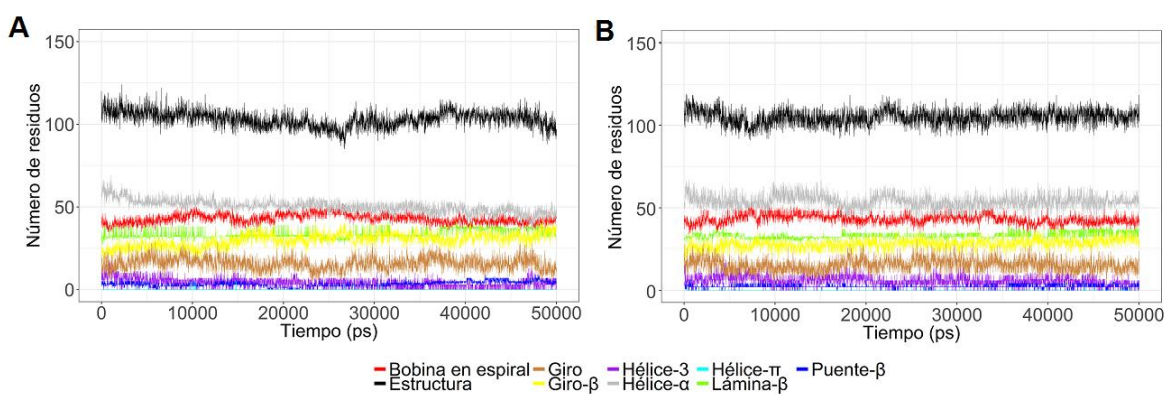 A
B
150
100
50
0
Número de residuos
0 10000 20000 30000 40000 50000
Tiempo (ps)
150
100
50
0
Número de residuos
0 10000 20000 30000 40000 50000
Tiempo (ps)
Bobina en espiral Giro Hélice-3 Hélice-π Puente-β
Estructura Giro-β Hélice-α Lámina-β